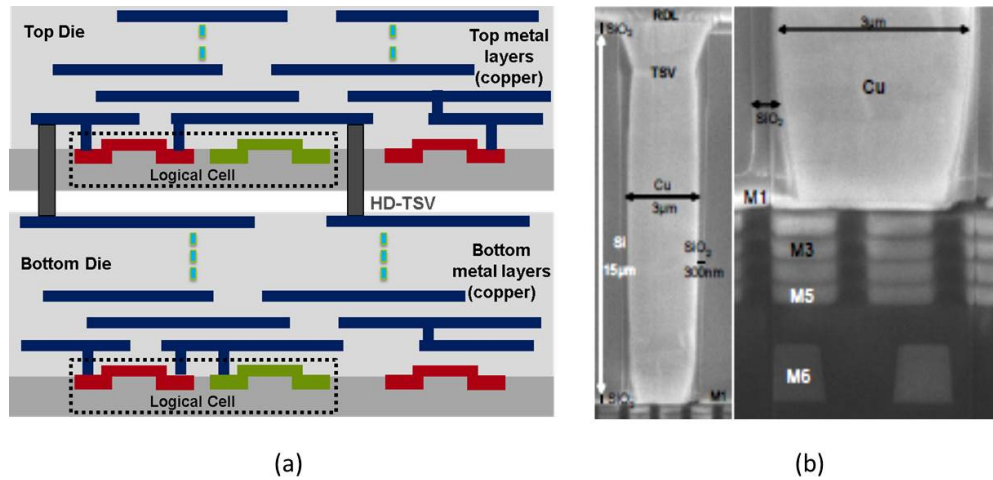 Top Die
Top metal
layers
(copper)
Logical Cell
HD-TSV
Bottom Die
Bottom
metal layers
(copper)
Logical Cell
(a)
RDL
SiO2
TSV
Cu
3µm
Si
15µm
SiO2
300nm
SiO2
M1
3µm
Cu
SiO2
M1
M3
M5
M6
(b)